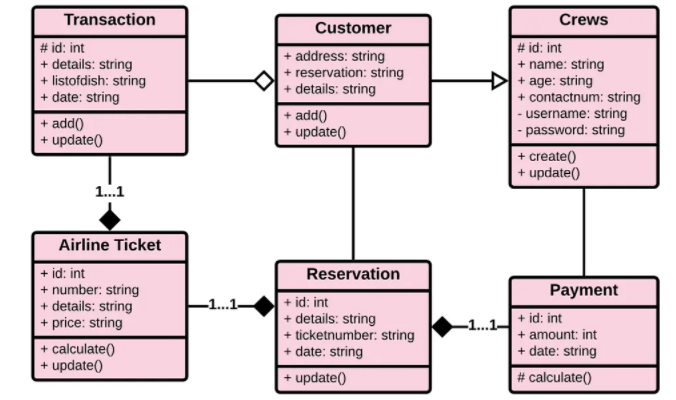 Transaction
# id: int
+ details: string
+ listofdish: string
+ date: string
+ add()
+ update()
Customer
+ address: string
+ reservation: string
+ details: string
+ add()
+ update()
Crews
# id: int
+ name: string
+ age: string
+ contactnum: string
- username: string
- password: string
+ create()
+ update()
1...1
Airline Ticket
+ id: int
+ number: string
+ details: string
+ price: string
+ calculate()
+ update()
1...1
Reservation
+ id: int
+ details: string
+ ticketnumber: string
+ date: string
+ update()
1...1
Payment
+ id: int
+ amount: int
+ date: string
# calculate()